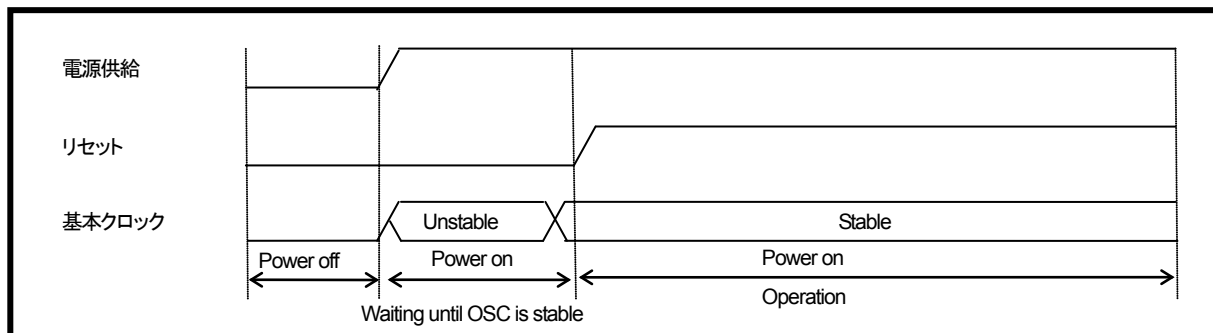 電源供給
リセット
基本クロック
Unstable
Stable
Power off
Power on
Power on
Waiting until OSC is stable
Operation